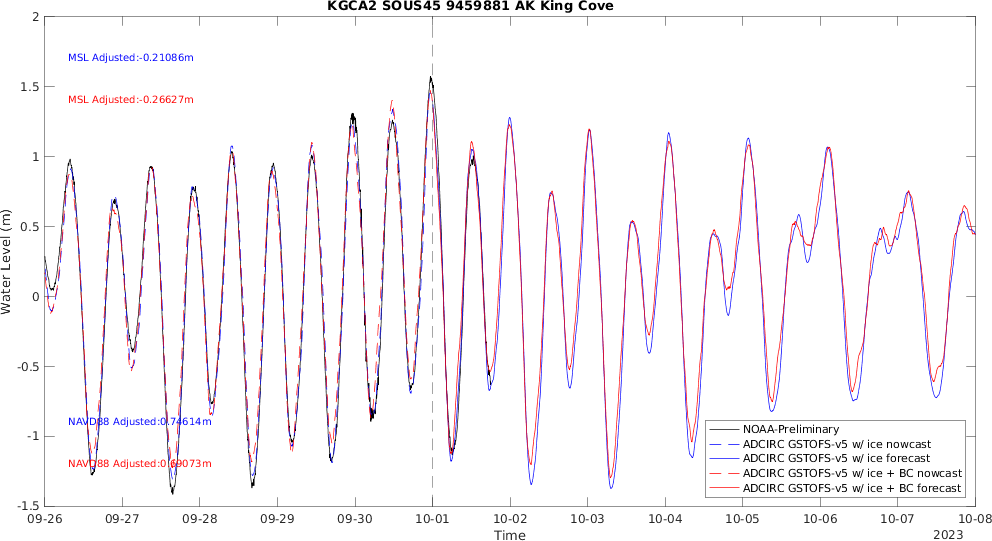 KGCA2 SOUS45 9459881 AK King Cove
2
1.5
1
0.5
0
-0.5
-1
-1.5
Water Level (m)
MSL Adjusted:-0.21086m
MSL Adjusted:-0.26627m
NAVD88 Adjusted:0.74614m
NAVD88 Adjusted:0.69073m
NOAA-Preliminary
ADCIRC GSTOFS-v5 w/ ice nowcast
ADCIRC GSTOFS-v5 w/ ice forecast
ADCIRC GSTOFS-v5 w/ ice + BC nowcast
ADCIRC GSTOFS-v5 w/ ice + BC forecast
09-26 09-27 09-28 09-29 09-30 10-01 10-02 10-03 10-04 10-05 10-06 10-07 10-08
Time
2023